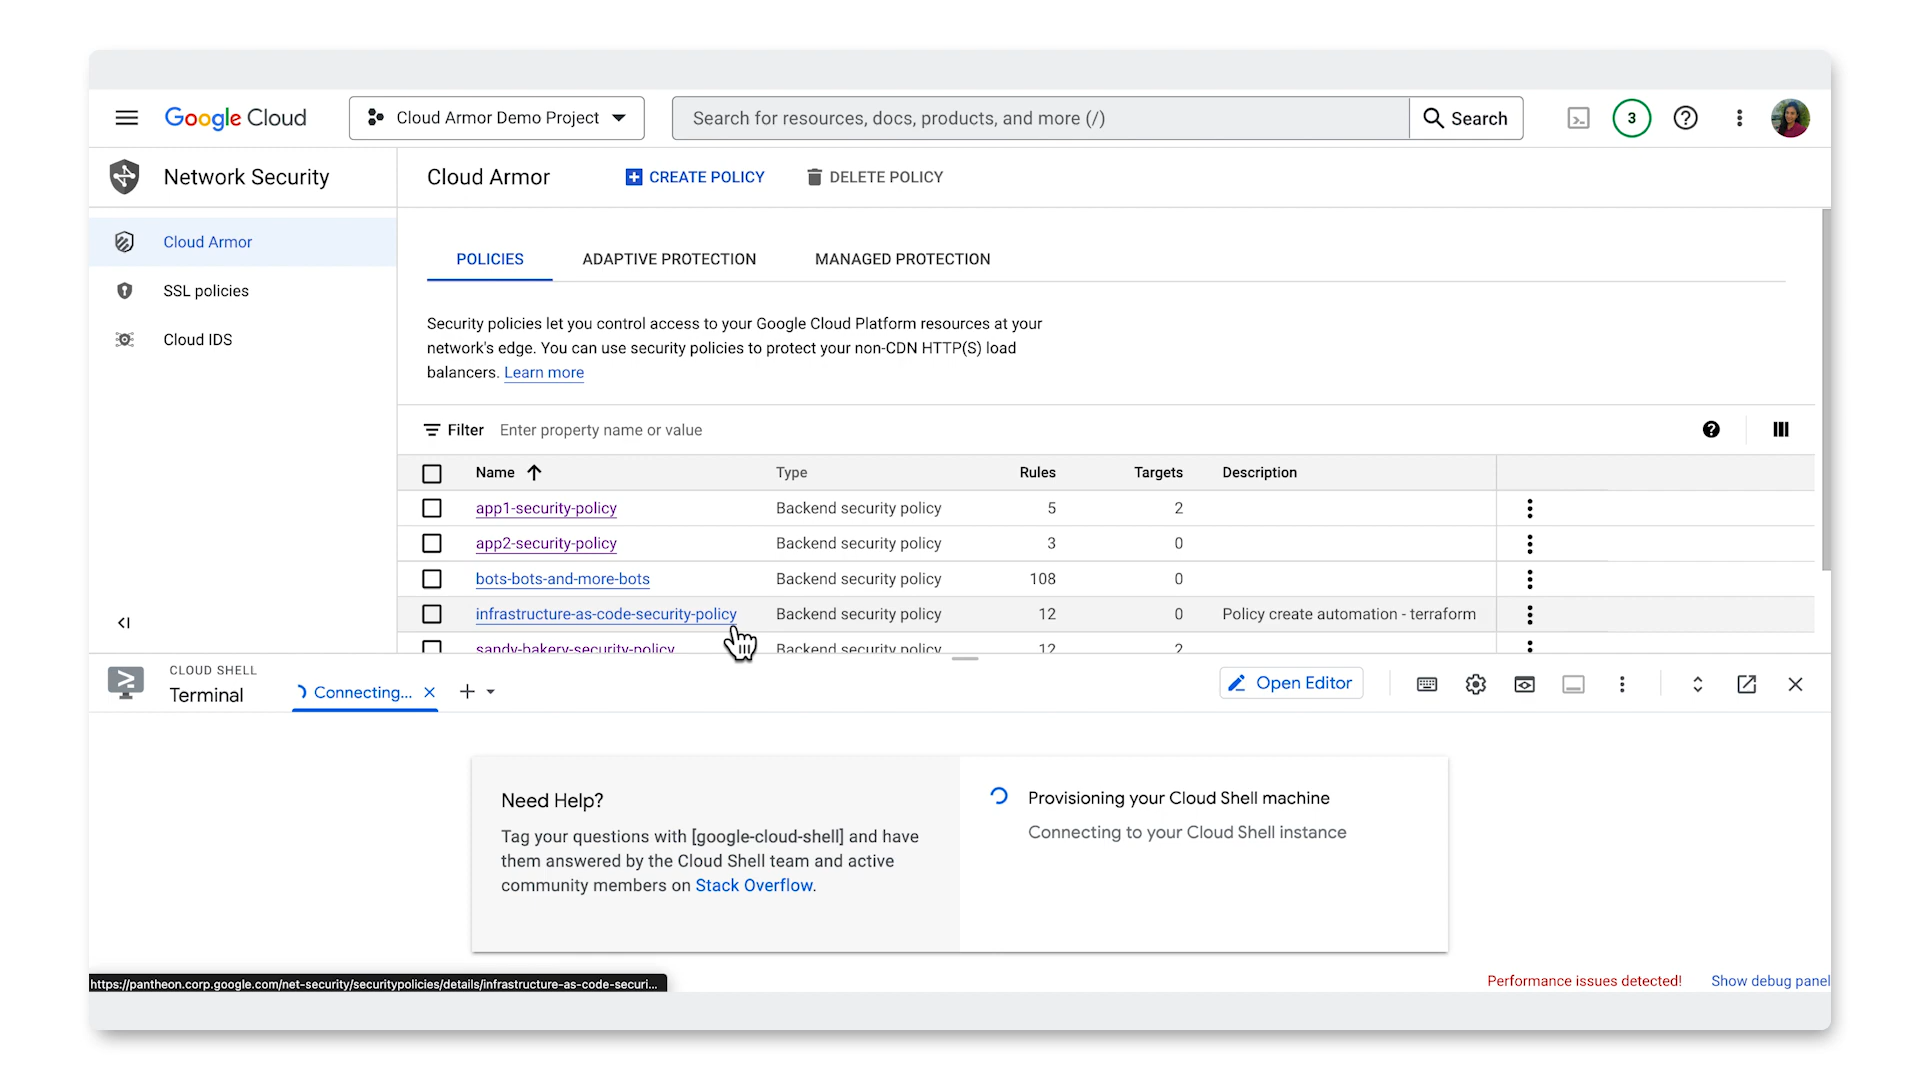 Google Cloud
Cloud Armor Demo Project
Search for resources, docs, products, and more (/)
Search
3
Network Security
Cloud Armor
CREATE POLICY
DELETE POLICY
Cloud Armor
SSL policies
Cloud IDS
POLICIES
ADAPTIVE PROTECTION
MANAGED PROTECTION
Security policies let you control access to your Google Cloud Platform resources at your
network's edge. You can use security policies to protect your non-CDN HTTP(S) load
balancers. Learn more
Filter Enter property name or value
Name Type Rules Targets Description
app1-security-policy Backend security policy 5 2
app2-security-policy Backend security policy 3 0
bots-bots-and-more-bots Backend security policy 108 0
infrastructure-as-code-security-policy Backend security policy 12 0 Policy create automation - terraform
sandy-bakery-security-policy Backend security policy 12 2
CLOUD SHELL
Terminal
Connecting...
Open Editor
Need Help?
Tag your questions with [google-cloud-shell] and have
them answered by the Cloud Shell team and active
community members on Stack Overflow.
Provisioning your Cloud Shell machine
Connecting to your Cloud Shell instance
https://pantheon.corp.google.com/net-security/securitypolicies/details/infrastructure-as-code-securi...
Performance issues detected!
Show debug panel